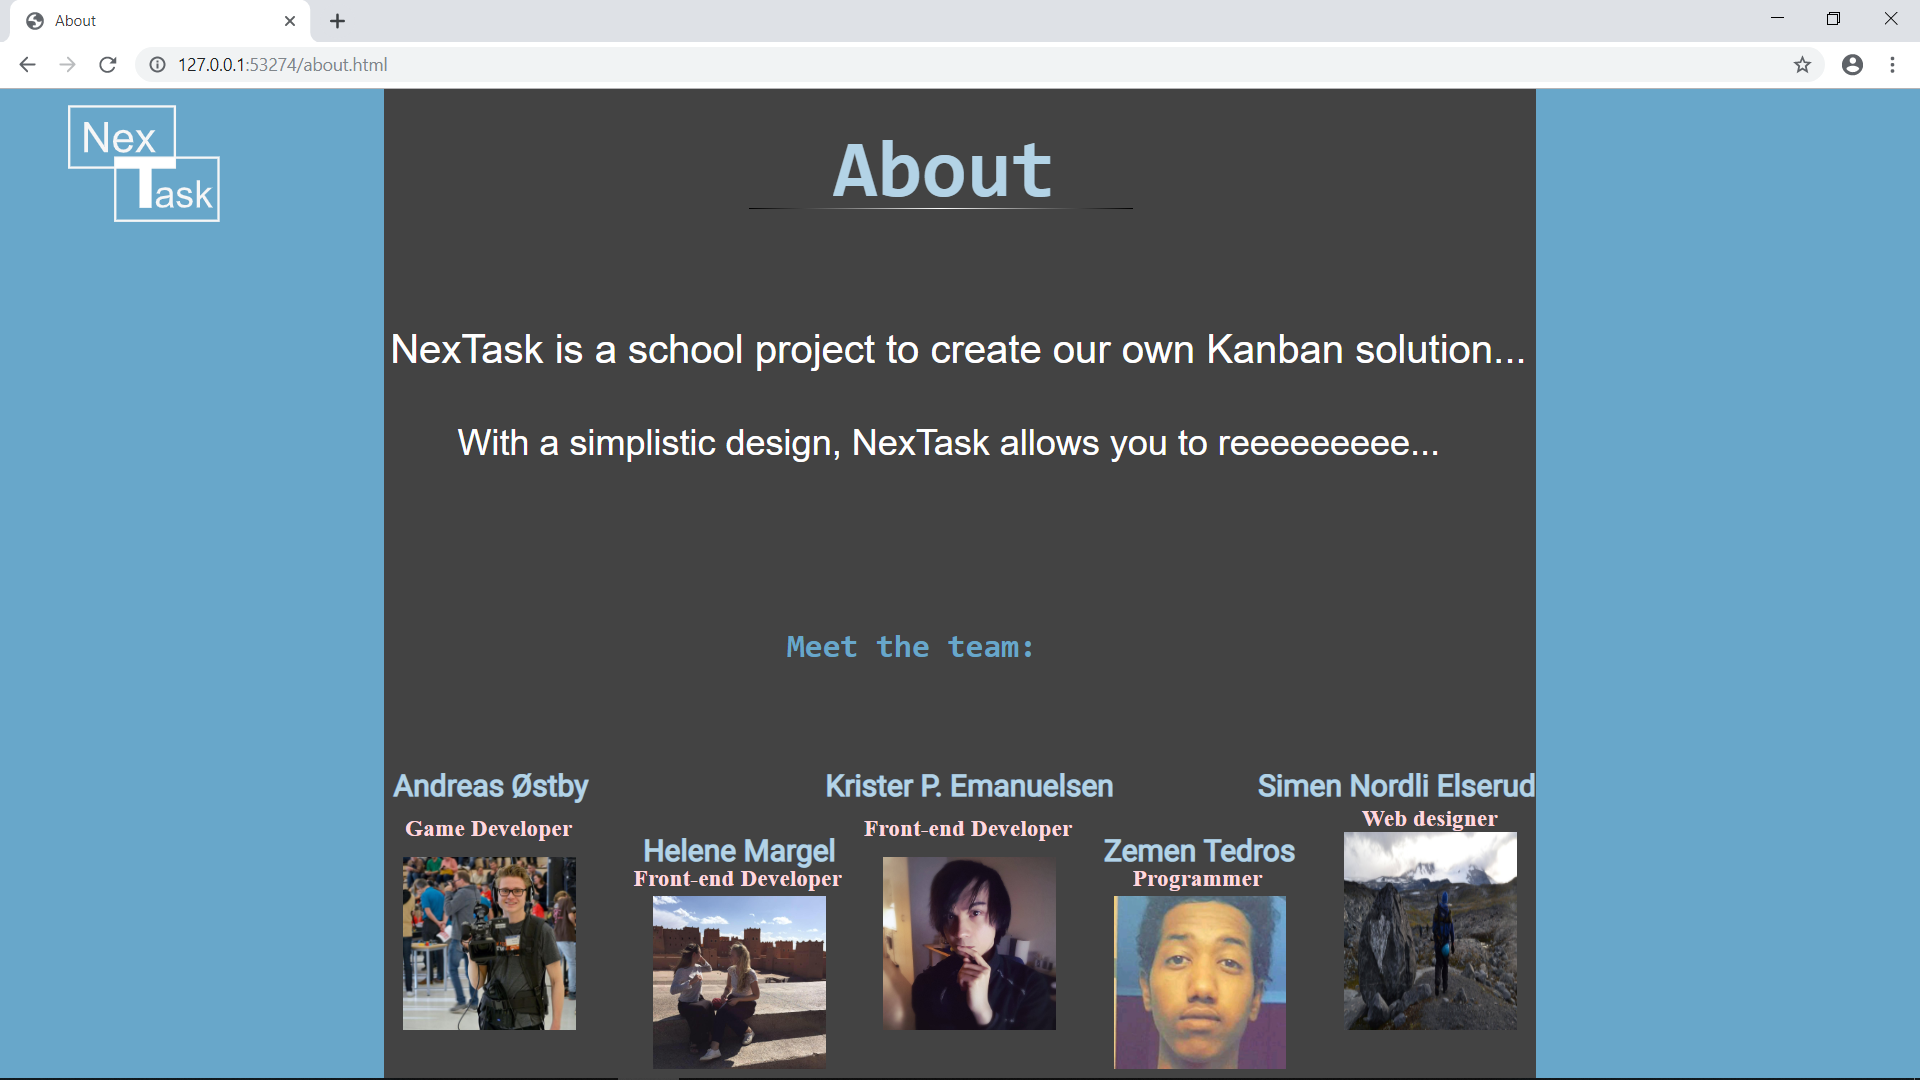 About
127.0.0.1:53274/about.html
Nex
Task
About
NexTask is a school project to create our own Kanban solution...
With a simplistic design, NexTask allows you to reeeeeeeee...
Meet the team:
Andreas Østby
Game Developer
Helene Margel
Front-end Developer
Krister P. Emanuelsen
Front-end Developer
Zemen Tedros
Programmer
Simen Nordli Elserud
Web designer